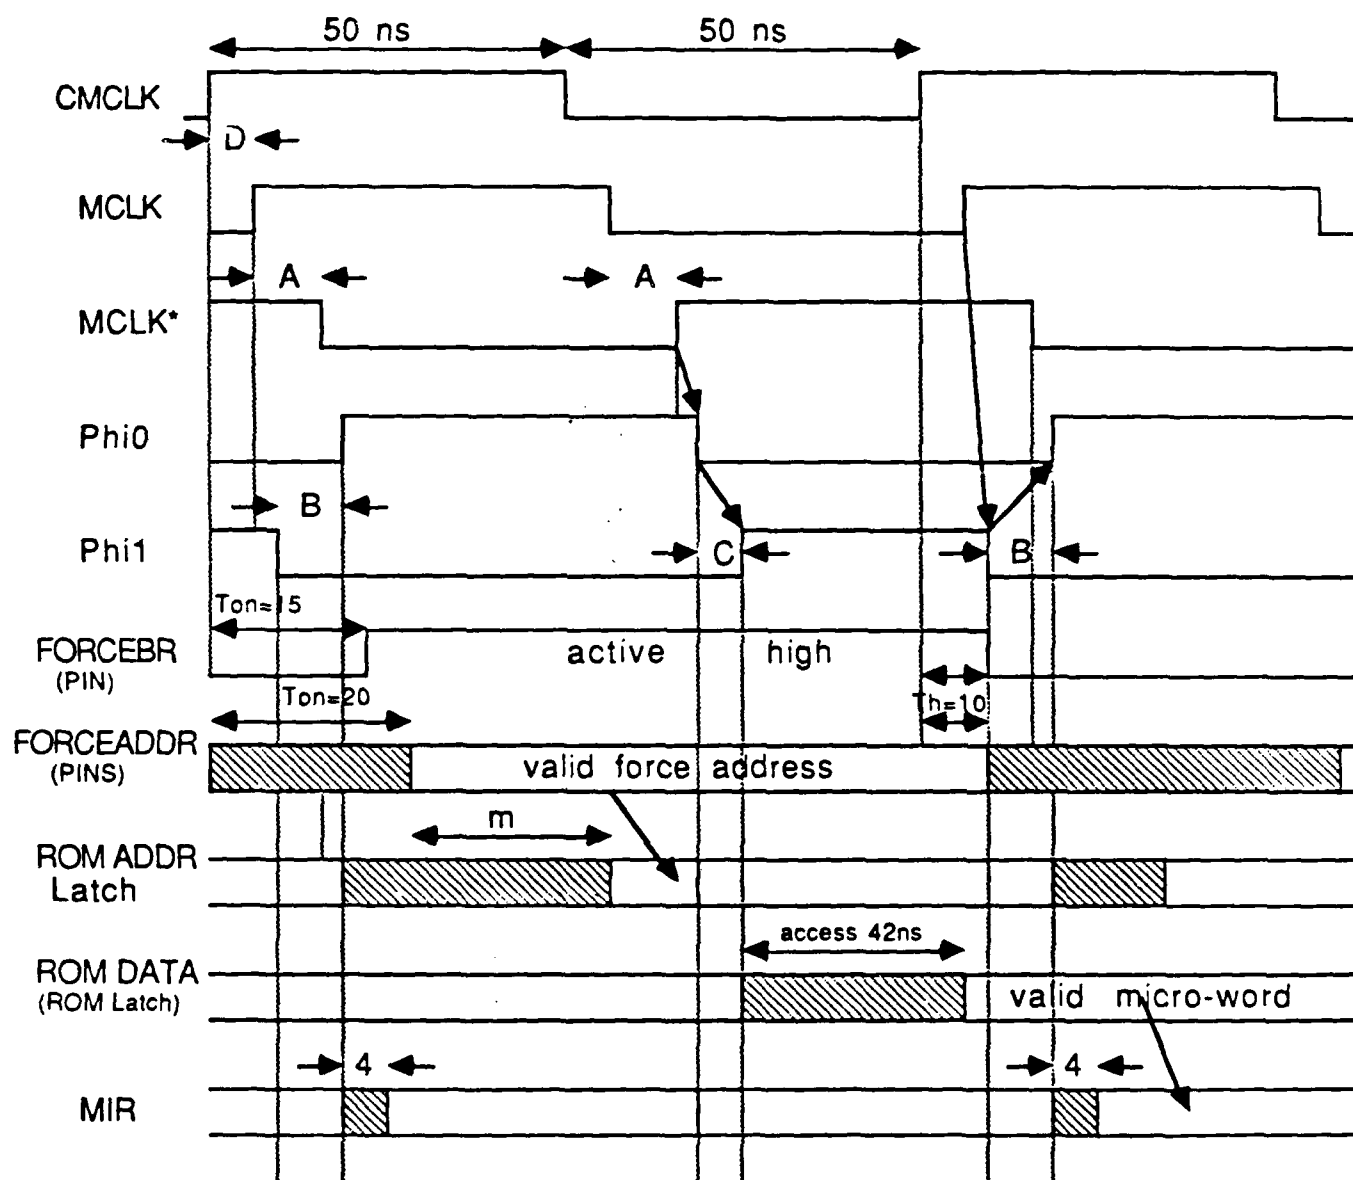 50 ns 50 ns
CMCLK
D
MCLK
A A
MCLK*
Phi0
B
Phi1 C B
Ton=15
FORCEBR active high
(PIN)
Ton=20 Th=10
FORCEADDR
(PINS) valid force address
m
ROM ADDR
Latch
access 42ns
ROM DATA
(ROM Latch) valid micro-word
4 4
MIR